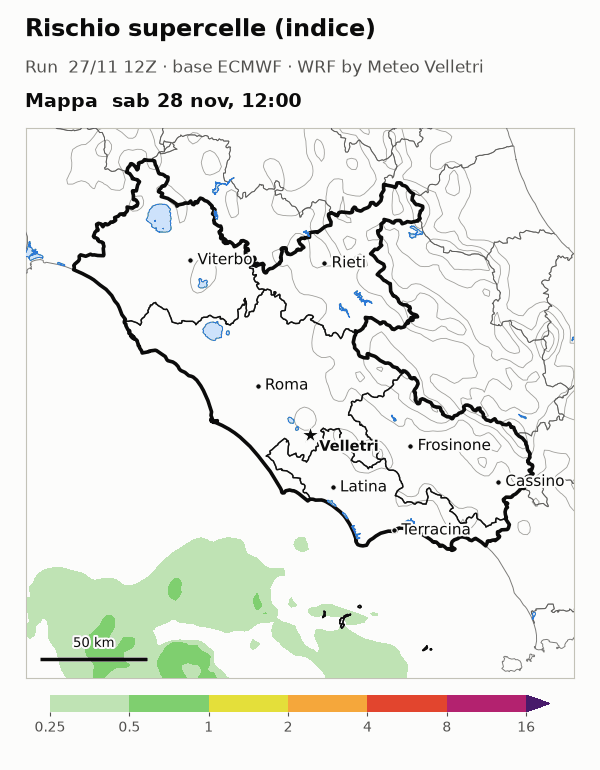 Rischio supercelle (indice)
Run  27/11 12Z · base ECMWF · WRF by Meteo Velletri
Mappa  sab 28 nov, 12:00
Viterbo
Rieti
Roma
Velletri
Frosinone
Latina
Cassino
Terracina
50 km
0.25 0.5 1 2 4 8 16